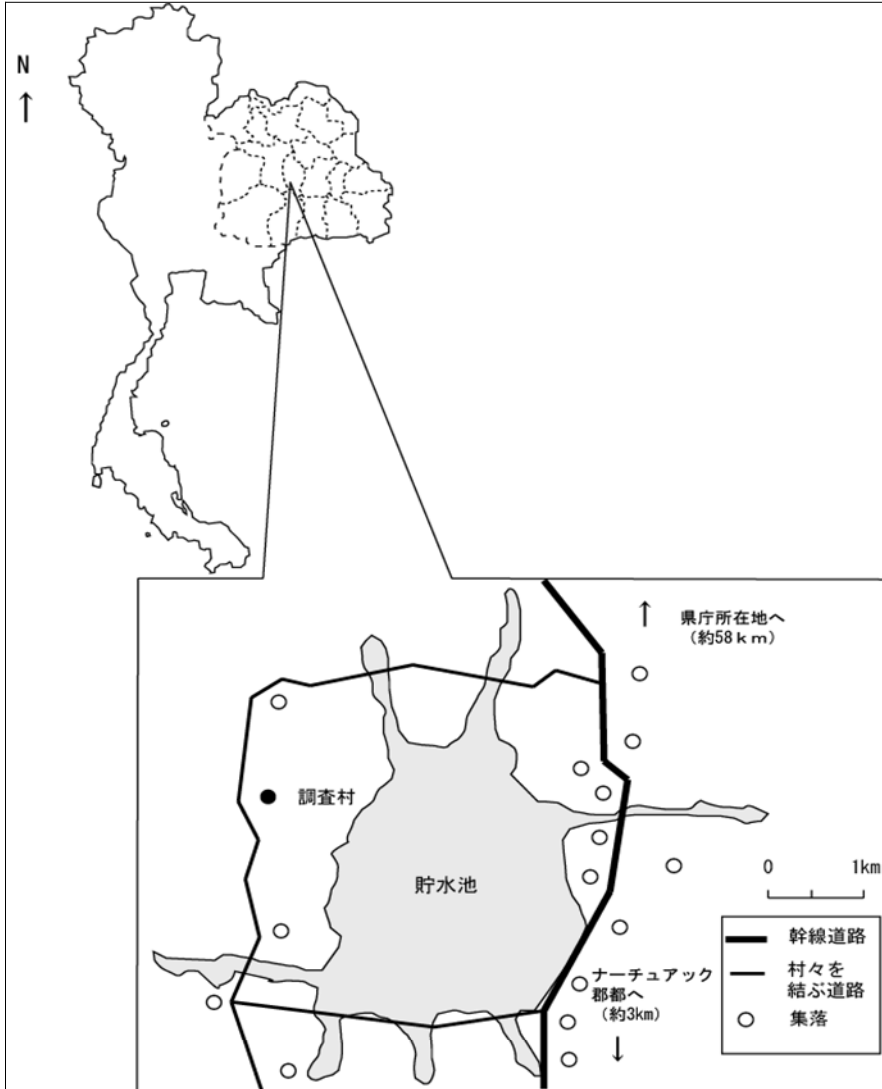 N
↑
↑
県庁所在地へ
(約58km)
調査村
貯水池
0 1km
ナーチュアック
郡都へ
(約3km)
↓
幹線道路
村々を
結ぶ道路
集落